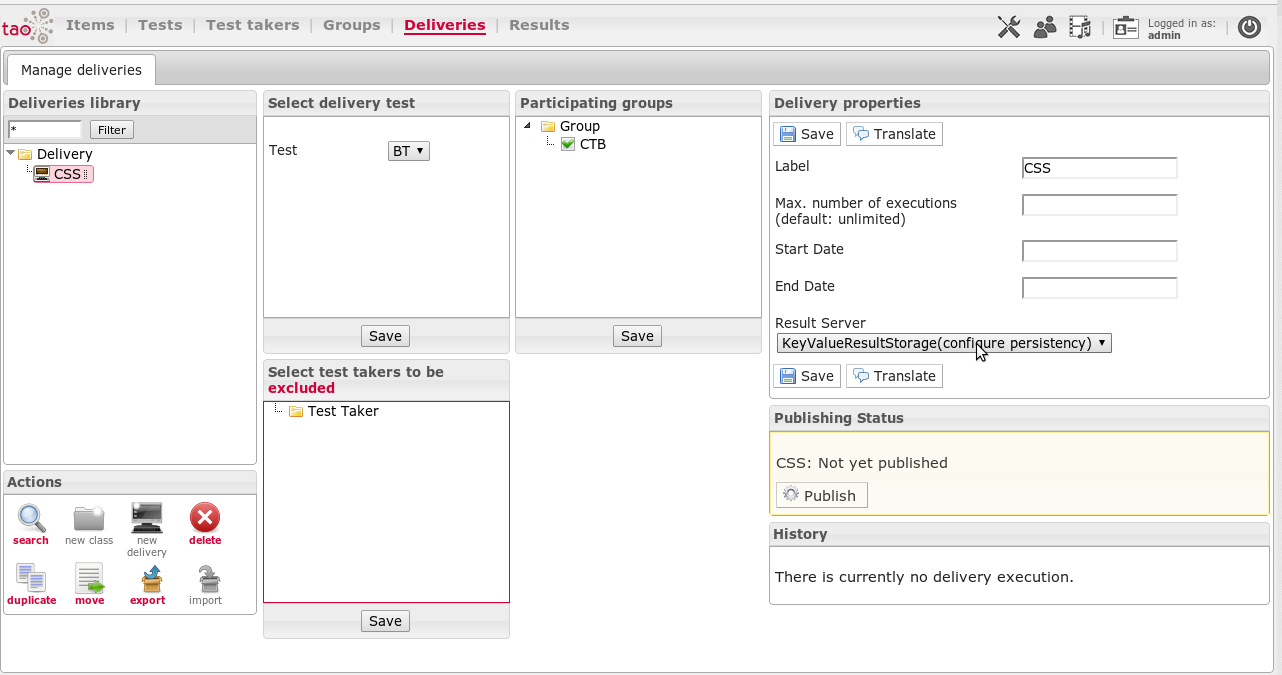 tao
Items
Tests
Test takers
Groups
Deliveries
Results
Logged in as:
admin
Manage deliveries
Deliveries library
*
Filter
Delivery
CSS
Actions
search
new class
new
delivery
delete
duplicate
move
export
import
Select delivery test
Test
BT
Save
Select test takers to be
excluded
Test Taker
Save
Participating groups
Group
CTB
Save
Delivery properties
Save
Translate
Label
CSS
Max. number of executions
(default: unlimited)
Start Date
End Date
Result Server
KeyValueResultStorage(configure persistency)
Save
Translate
Publishing Status
CSS: Not yet published
Publish
History
There is currently no delivery execution.